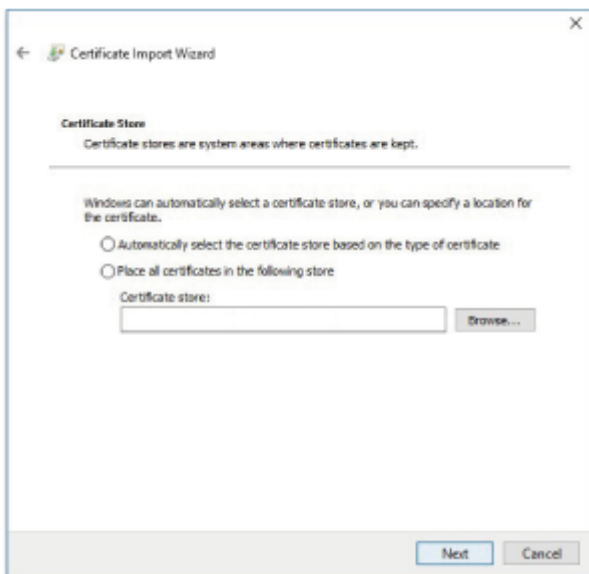 Certificate Import Wizard
Certificate Store
Certificate stores are system areas where certificates are kept.
Windows can automatically select a certificate store, or you can specify a location for
the certificate.
Automatically select the certificate store based on the type of certificate
Place all certificates in the following store
Certificate store:
Browse...
Next
Cancel